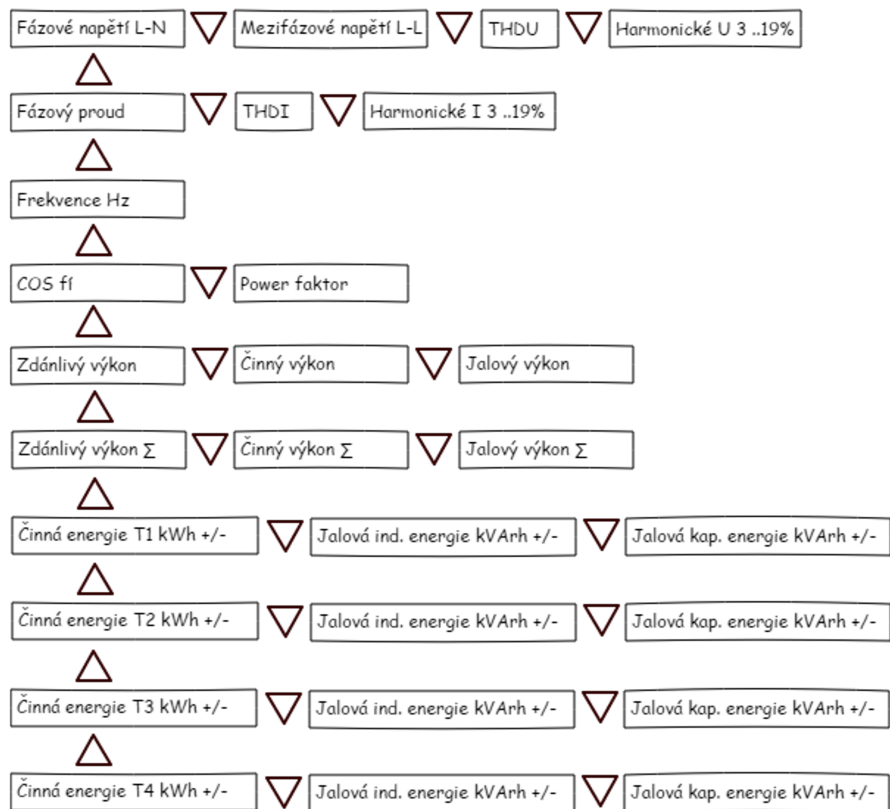 Fázové napětí L-N Mezifázové napětí L-L THDU Harmonické U 3 ..19%
Fázový proud THDI Harmonické I 3 ..19%
Frekvence Hz
COS fí Power faktor
Zdánlivý výkon Činný výkon Jalový výkon
Zdánlivý výkon ∑ Činný výkon ∑ Jalový výkon ∑
Činná energie T1 kWh +/- Jalová ind. energie kVArh +/- Jalová kap. energie kVArh +/-
Činná energie T2 kWh +/- Jalová ind. energie kVArh +/- Jalová kap. energie kVArh +/-
Činná energie T3 kWh +/- Jalová ind. energie kVArh +/- Jalová kap. energie kVArh +/-
Činná energie T4 kWh +/- Jalová ind. energie kVArh +/- Jalová kap. energie kVArh +/-